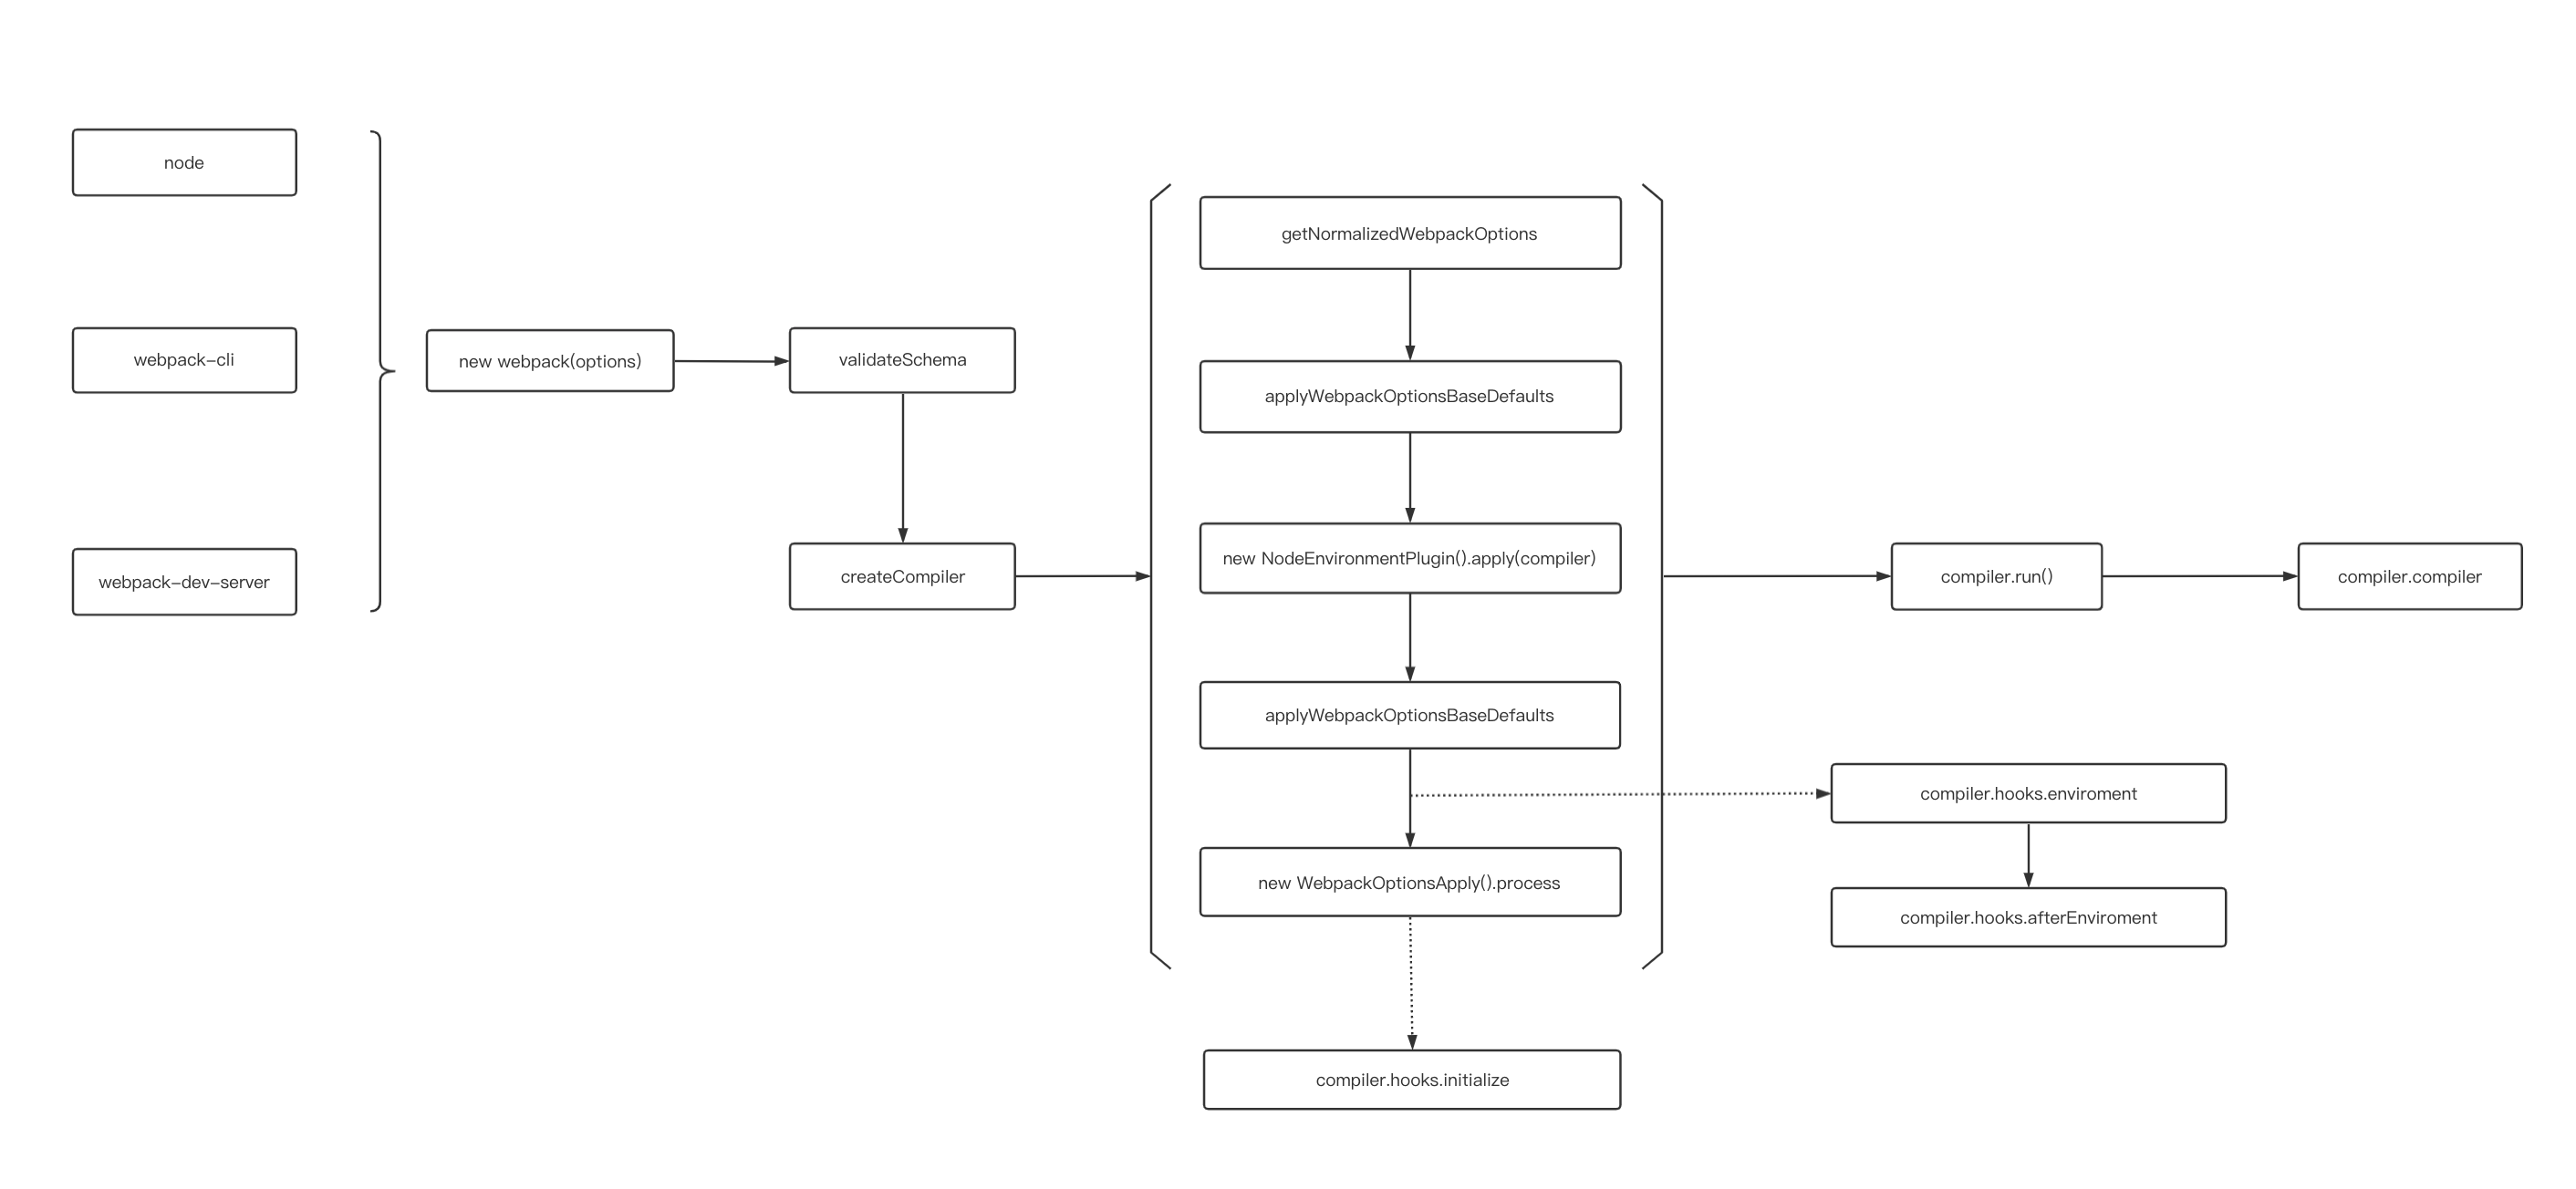 node
webpack-cli
webpack-dev-server
new webpack(options)
validateSchema
createCompiler
getNormalizedWebpackOptions
applyWebpackOptionsBaseDefaults
new NodeEnvironmentPlugin().apply(compiler)
applyWebpackOptionsBaseDefaults
new WebpackOptionsApply().process
compiler.hooks.initialize
compiler.run()
compiler.compiler
compiler.hooks.enviroment
compiler.hooks.afterEnviroment